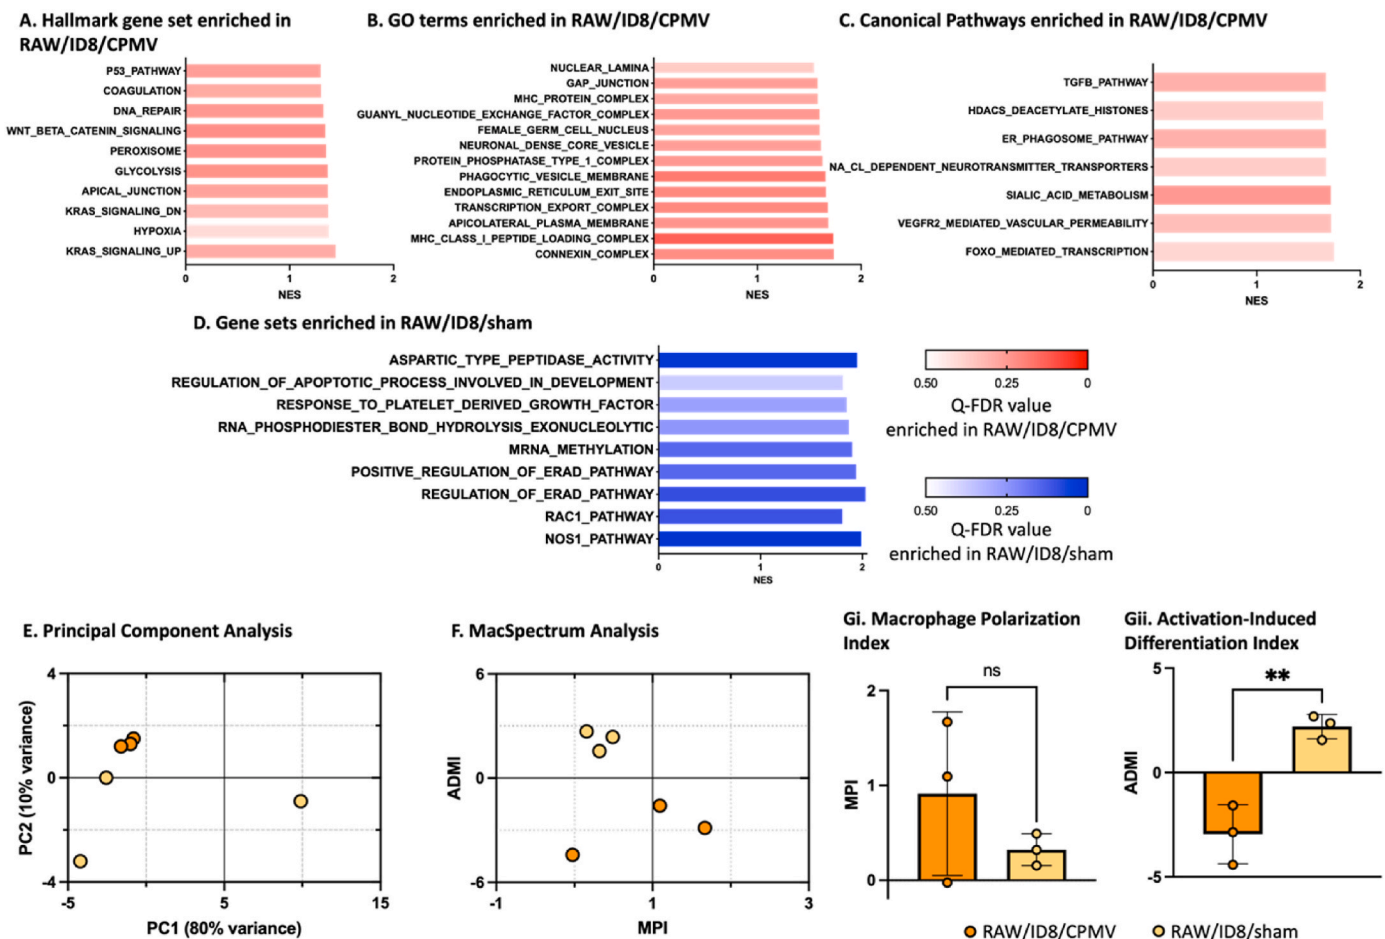 A. Hallmark gene set enriched in
RAW/ID8/CPMV
P53_PATHWAY
COAGULATION
DNA_REPAIR
WNT_BETA_CATENIN_SIGNALING
PEROXISOME
GLYCOLYSIS
APICAL_JUNCTION
KRAS_SIGNALING_DN
HYPOXIA
KRAS_SIGNALING_UP
0 1 2
NES
B. GO terms enriched in RAW/ID8/CPMV
NUCLEAR_LAMINA
GAP_JUNCTION
MHC_PROTEIN_COMPLEX
GUANYL_NUCLEOTIDE_EXCHANGE_FACTOR_COMPLEX
FEMALE_GERM_CELL_NUCLEUS
NEURONAL_DENSE_CORE_VESICLE
PROTEIN_PHOSPHATASE_TYPE_1_COMPLEX
PHAGOCYTIC_VESICLE_MEMBRANE
ENDOPLASMIC_RETICULUM_EXIT_SITE
TRANSCRIPTION_EXPORT_COMPLEX
APICOLATERAL_PLASMA_MEMBRANE
MHC_CLASS_I_PEPTIDE_LOADING_COMPLEX
CONNEXIN_COMPLEX
0 1 2
NES
C. Canonical Pathways enriched in RAW/ID8/CPMV
TGFB_PATHWAY
HDACS_DEACETYLATE_HISTONES
ER_PHAGOSOME_PATHWAY
NA_CL_DEPENDENT_NEUROTRANSMITTER_TRANSPORTERS
SIALIC_ACID_METABOLISM
VEGFR2_MEDIATED_VASCULAR_PERMEABILITY
FOXO_MEDIATED_TRANSCRIPTION
0 1 2
NES
D. Gene sets enriched in RAW/ID8/sham
ASPARTIC_TYPE_PEPTIDASE_ACTIVITY
REGULATION_OF_APOPTOTIC_PROCESS_INVOLVED_IN_DEVELOPMENT
RESPONSE_TO_PLATELET_DERIVED_GROWTH_FACTOR
RNA_PHOSPHODIESTER_BOND_HYDROLYSIS_EXONUCLEOLYTIC
MRNA_METHYLATION
POSITIVE_REGULATION_OF_ERAD_PATHWAY
REGULATION_OF_ERAD_PATHWAY
RAC1_PATHWAY
NOS1_PATHWAY
0 1 2
NES
0.50 0.25 0
Q-FDR value
enriched in RAW/ID8/CPMV
0.50 0.25 0
Q-FDR value
enriched in RAW/ID8/sham
E. Principal Component Analysis
4
0
-4
PC2 (10% variance)
-5 5 15
PC1 (80% variance)
F. MacSpectrum Analysis
6
0
-6
ADMI
-1 1 3
MPI
Gi. Macrophage Polarization
Index
ns
2
1
0
MPI
Gii. Activation-Induced
Differentiation Index
**
5
0
-5
ADMI
RAW/ID8/CPMV RAW/ID8/sham